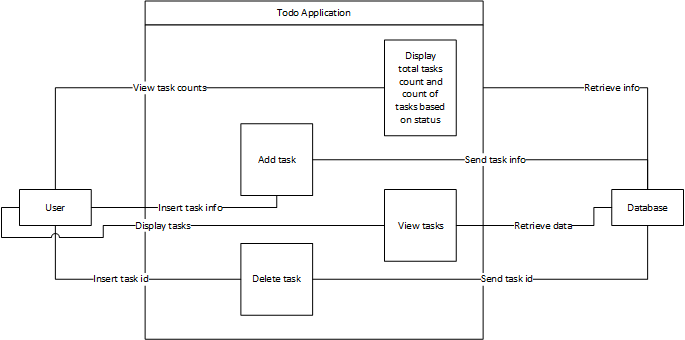 Todo Application
Display
total tasks
count and
count of
tasks based
on status
View task counts
Retrieve info
Add task
Send task info
User
Insert task info
Database
Display tasks
View tasks
Retrieve data
Insert task id
Delete task
Send task id